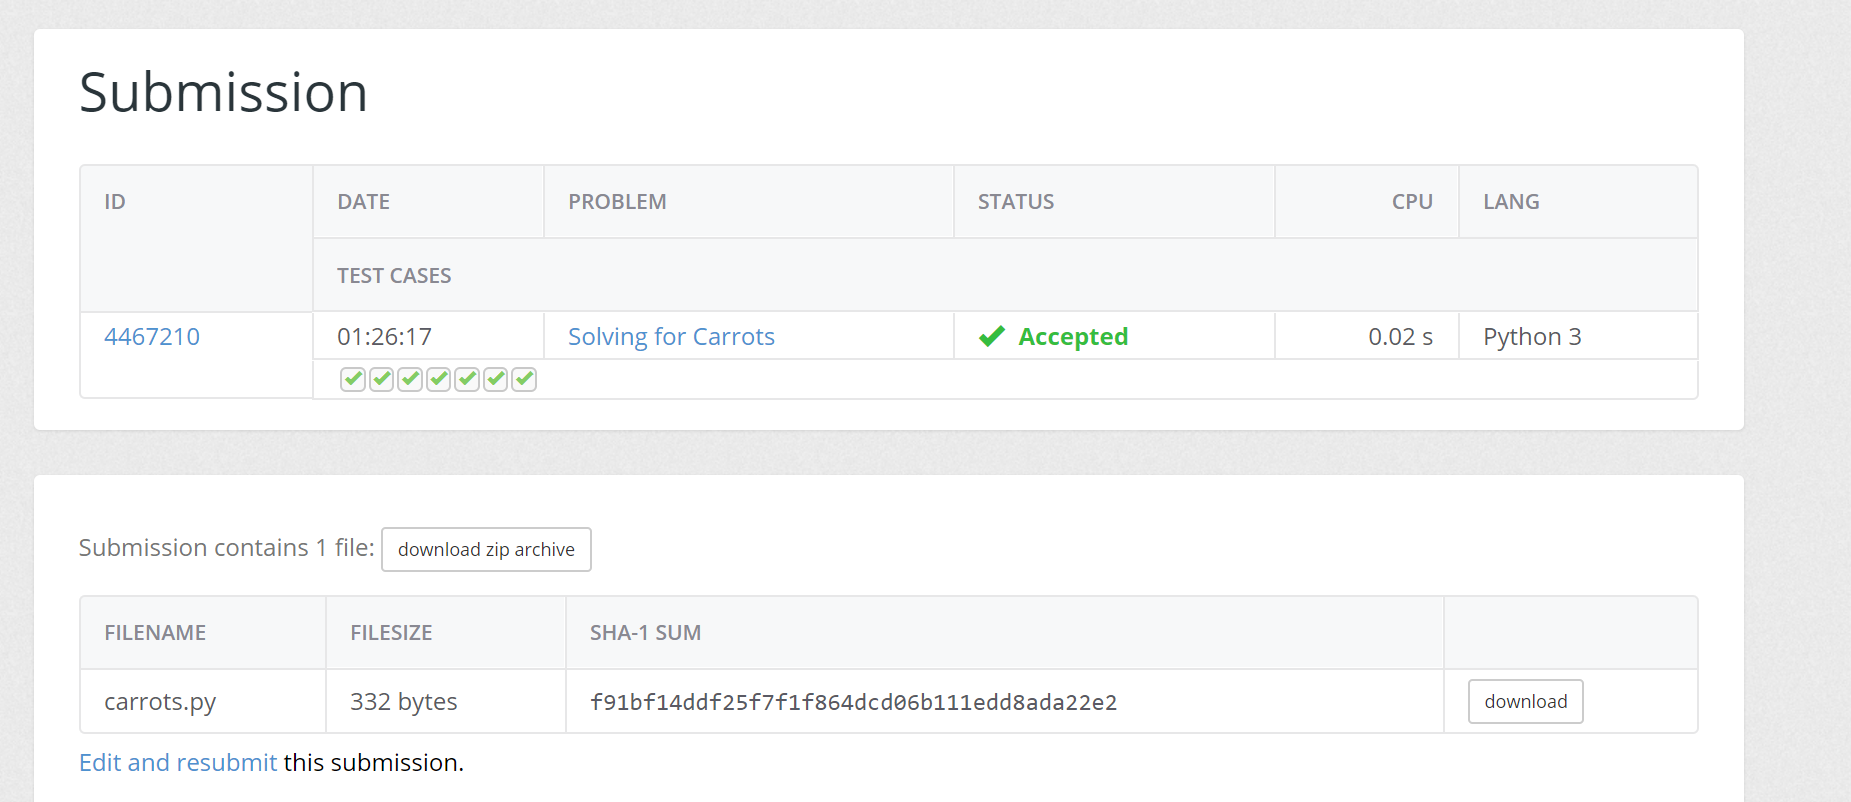 Submission
ID DATE PROBLEM STATUS CPU LANG
TEST CASES
4467210 01:26:17 Solving for Carrots Accepted 0.02 s Python 3
Submission contains 1 file: download zip archive
FILENAME FILESIZE SHA-1 SUM
carrots.py 332 bytes f91bf14ddf25f7f1f864dcd06b111edd8ada22e2 download
Edit and resubmit this submission.